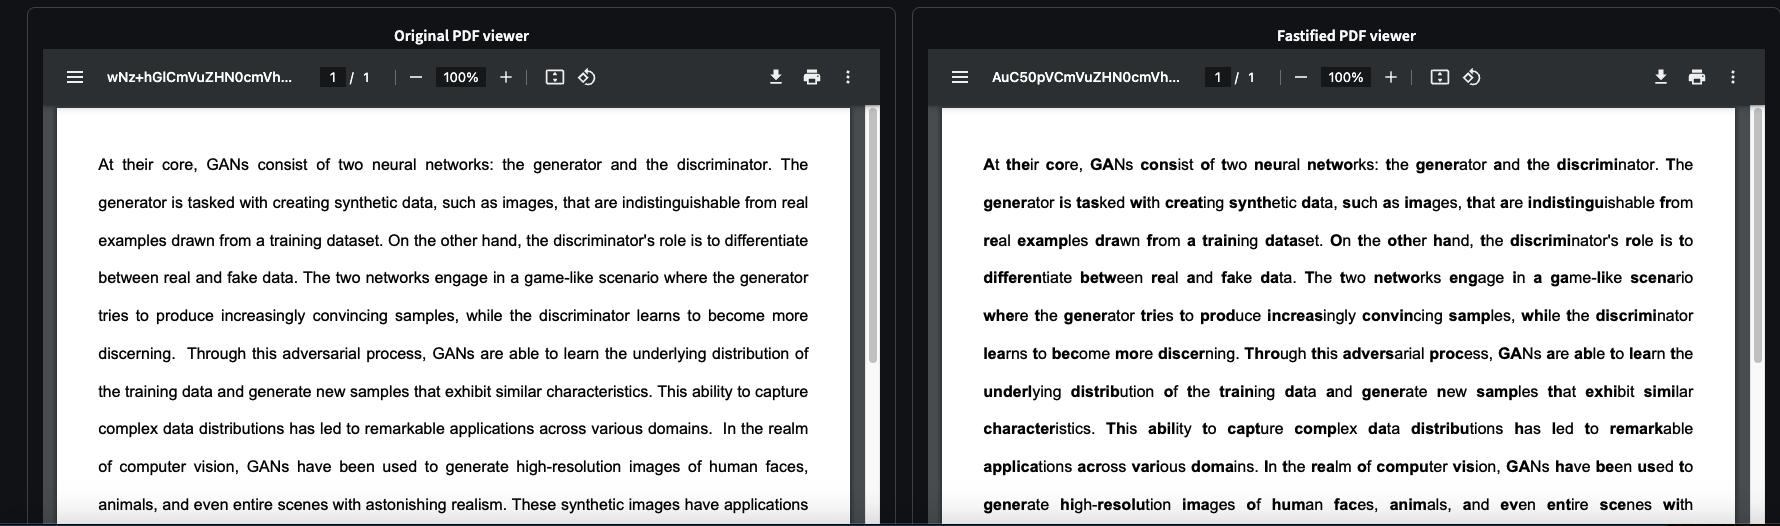 Original PDF viewer
wNz+hGlCmVuZHN0cmVh...
1 / 1
100%
At their core, GANs consist of two neural networks: the generator and the discriminator. The
generator is tasked with creating synthetic data, such as images, that are indistinguishable from real
examples drawn from a training dataset. On the other hand, the discriminator's role is to differentiate
between real and fake data. The two networks engage in a game-like scenario where the generator
tries to produce increasingly convincing samples, while the discriminator learns to become more
discerning.  Through this adversarial process, GANs are able to learn the underlying distribution of
the training data and generate new samples that exhibit similar characteristics. This ability to capture
complex data distributions has led to remarkable applications across various domains.  In the realm
of computer vision, GANs have been used to generate high-resolution images of human faces,
animals, and even entire scenes with astonishing realism. These synthetic images have applications
Fastified PDF viewer
AuC50pVCmVuZHN0cmVh...
1 / 1
100%
At their core, GANs consist of two neural networks: the generator and the discriminator. The
generator is tasked with creating synthetic data, such as images, that are indistinguishable from
real examples drawn from a training dataset. On the other hand, the discriminator's role is to
differentiate between real and fake data. The two networks engage in a game-like scenario
where the generator tries to produce increasingly convincing samples, while the discriminator
learns to become more discerning. Through this adversarial process, GANs are able to learn the
underlying distribution of the training data and generate new samples that exhibit similar
characteristics. This ability to capture complex data distributions has led to remarkable
applications across various domains. In the realm of computer vision, GANs have been used to
generate high-resolution images of human faces, animals, and even entire scenes with